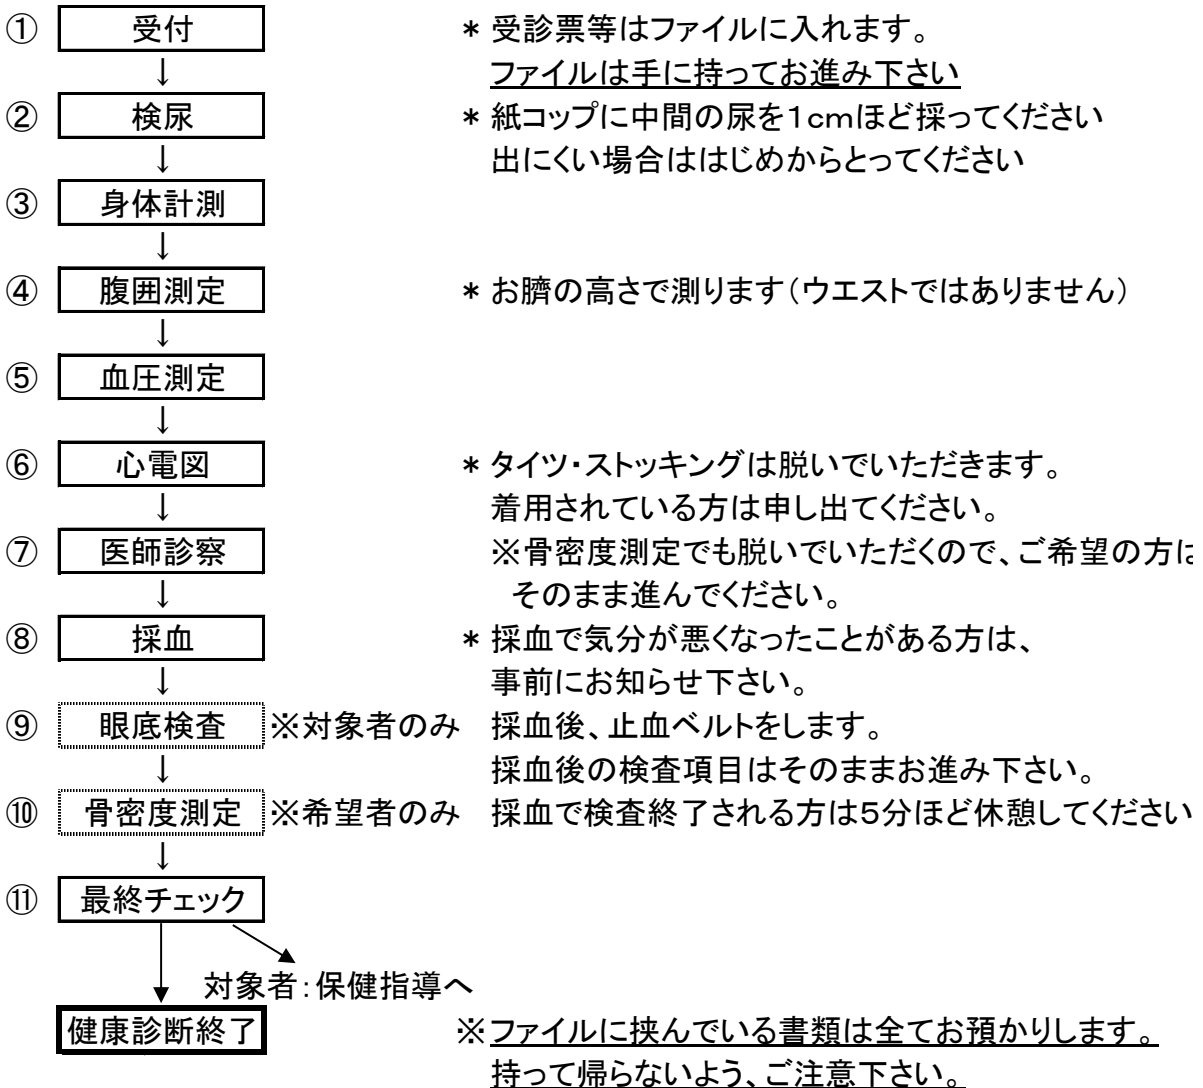 ① 受付 * 受診票等はファイルに入れます。
↓ ファイルは手に持ってお進み下さい
② 検尿 * 紙コップに中間の尿を1cmほど採ってください
↓ 出にくい場合ははじめからとってください
③ 身体計測
↓
④ 腹囲測定 * お臍の高さで測ります(ウエストではありません)
↓
⑤ 血圧測定
↓
⑥ 心電図 * タイツ・ストッキングは脱いでいただきます。
↓ 着用されている方は申し出てください。
⑦ 医師診察 ※骨密度測定でも脱いでいただくので、ご希望の方は
↓ そのまま進んでください。
⑧ 採血 * 採血で気分が悪くなったことがある方は、
↓ 事前にお知らせ下さい。
⑨ 眼底検査 ※対象者のみ 採血後、止血ベルトをします。
↓ 採血後の検査項目はそのままお進み下さい。
⑩ 骨密度測定 ※希望者のみ 採血で検査終了される方は5分ほど休憩してください
↓
⑪ 最終チェック
対象者:保健指導へ
健康診断終了 ※ファイルに挟んでいる書類は全てお預かりします。
持って帰らないよう、ご注意下さい。